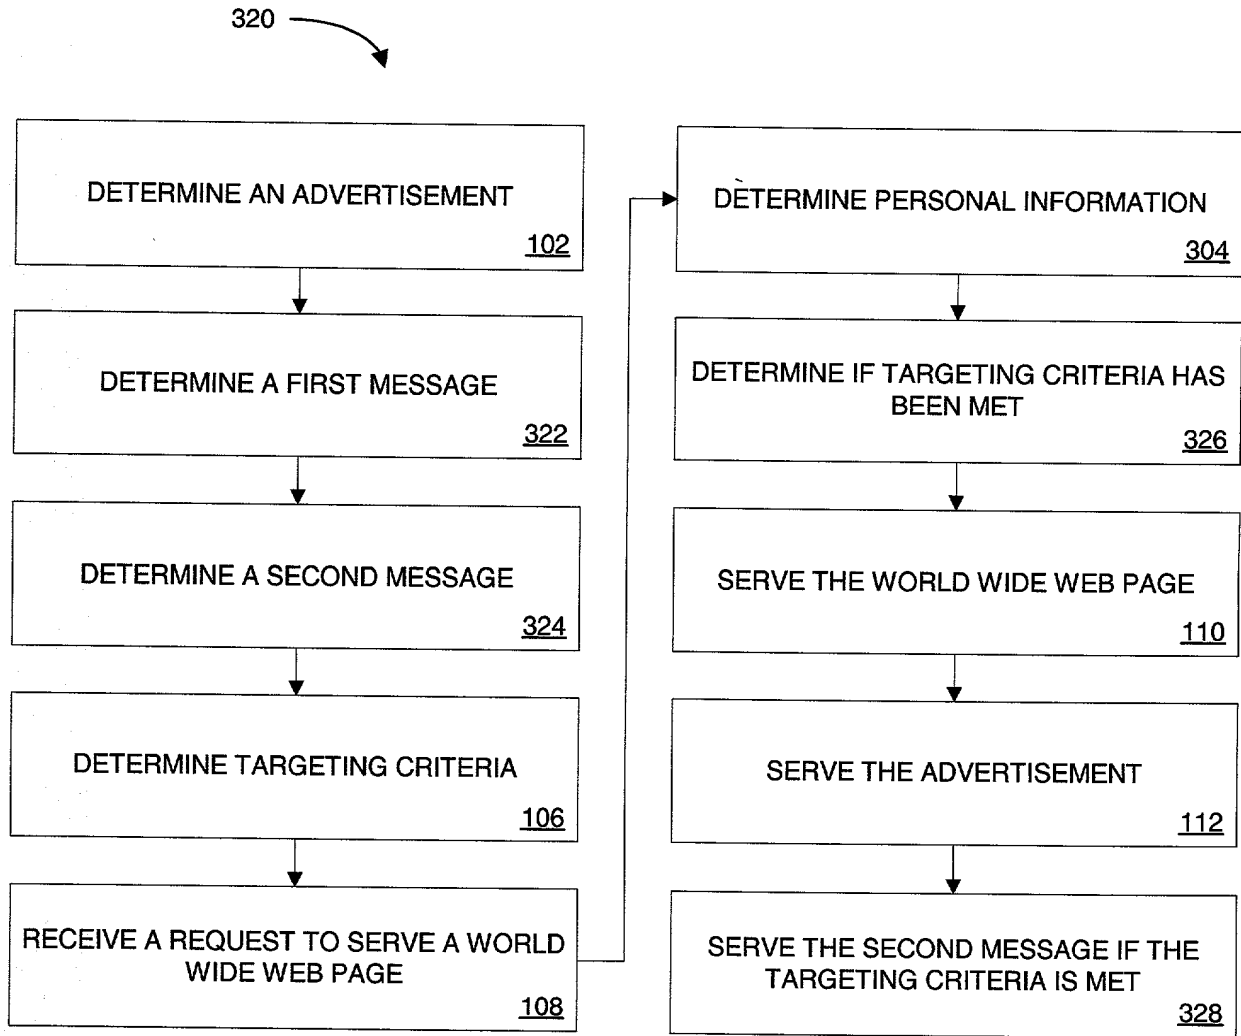 320
DETERMINE AN ADVERTISEMENT
102
DETERMINE A FIRST MESSAGE
322
DETERMINE A SECOND MESSAGE
324
DETERMINE TARGETING CRITERIA
106
RECEIVE A REQUEST TO SERVE A WORLD
WIDE WEB PAGE
108
DETERMINE PERSONAL INFORMATION
304
DETERMINE IF TARGETING CRITERIA HAS
BEEN MET
326
SERVE THE WORLD WIDE WEB PAGE
110
SERVE THE ADVERTISEMENT
112
SERVE THE SECOND MESSAGE IF THE
TARGETING CRITERIA IS MET
328